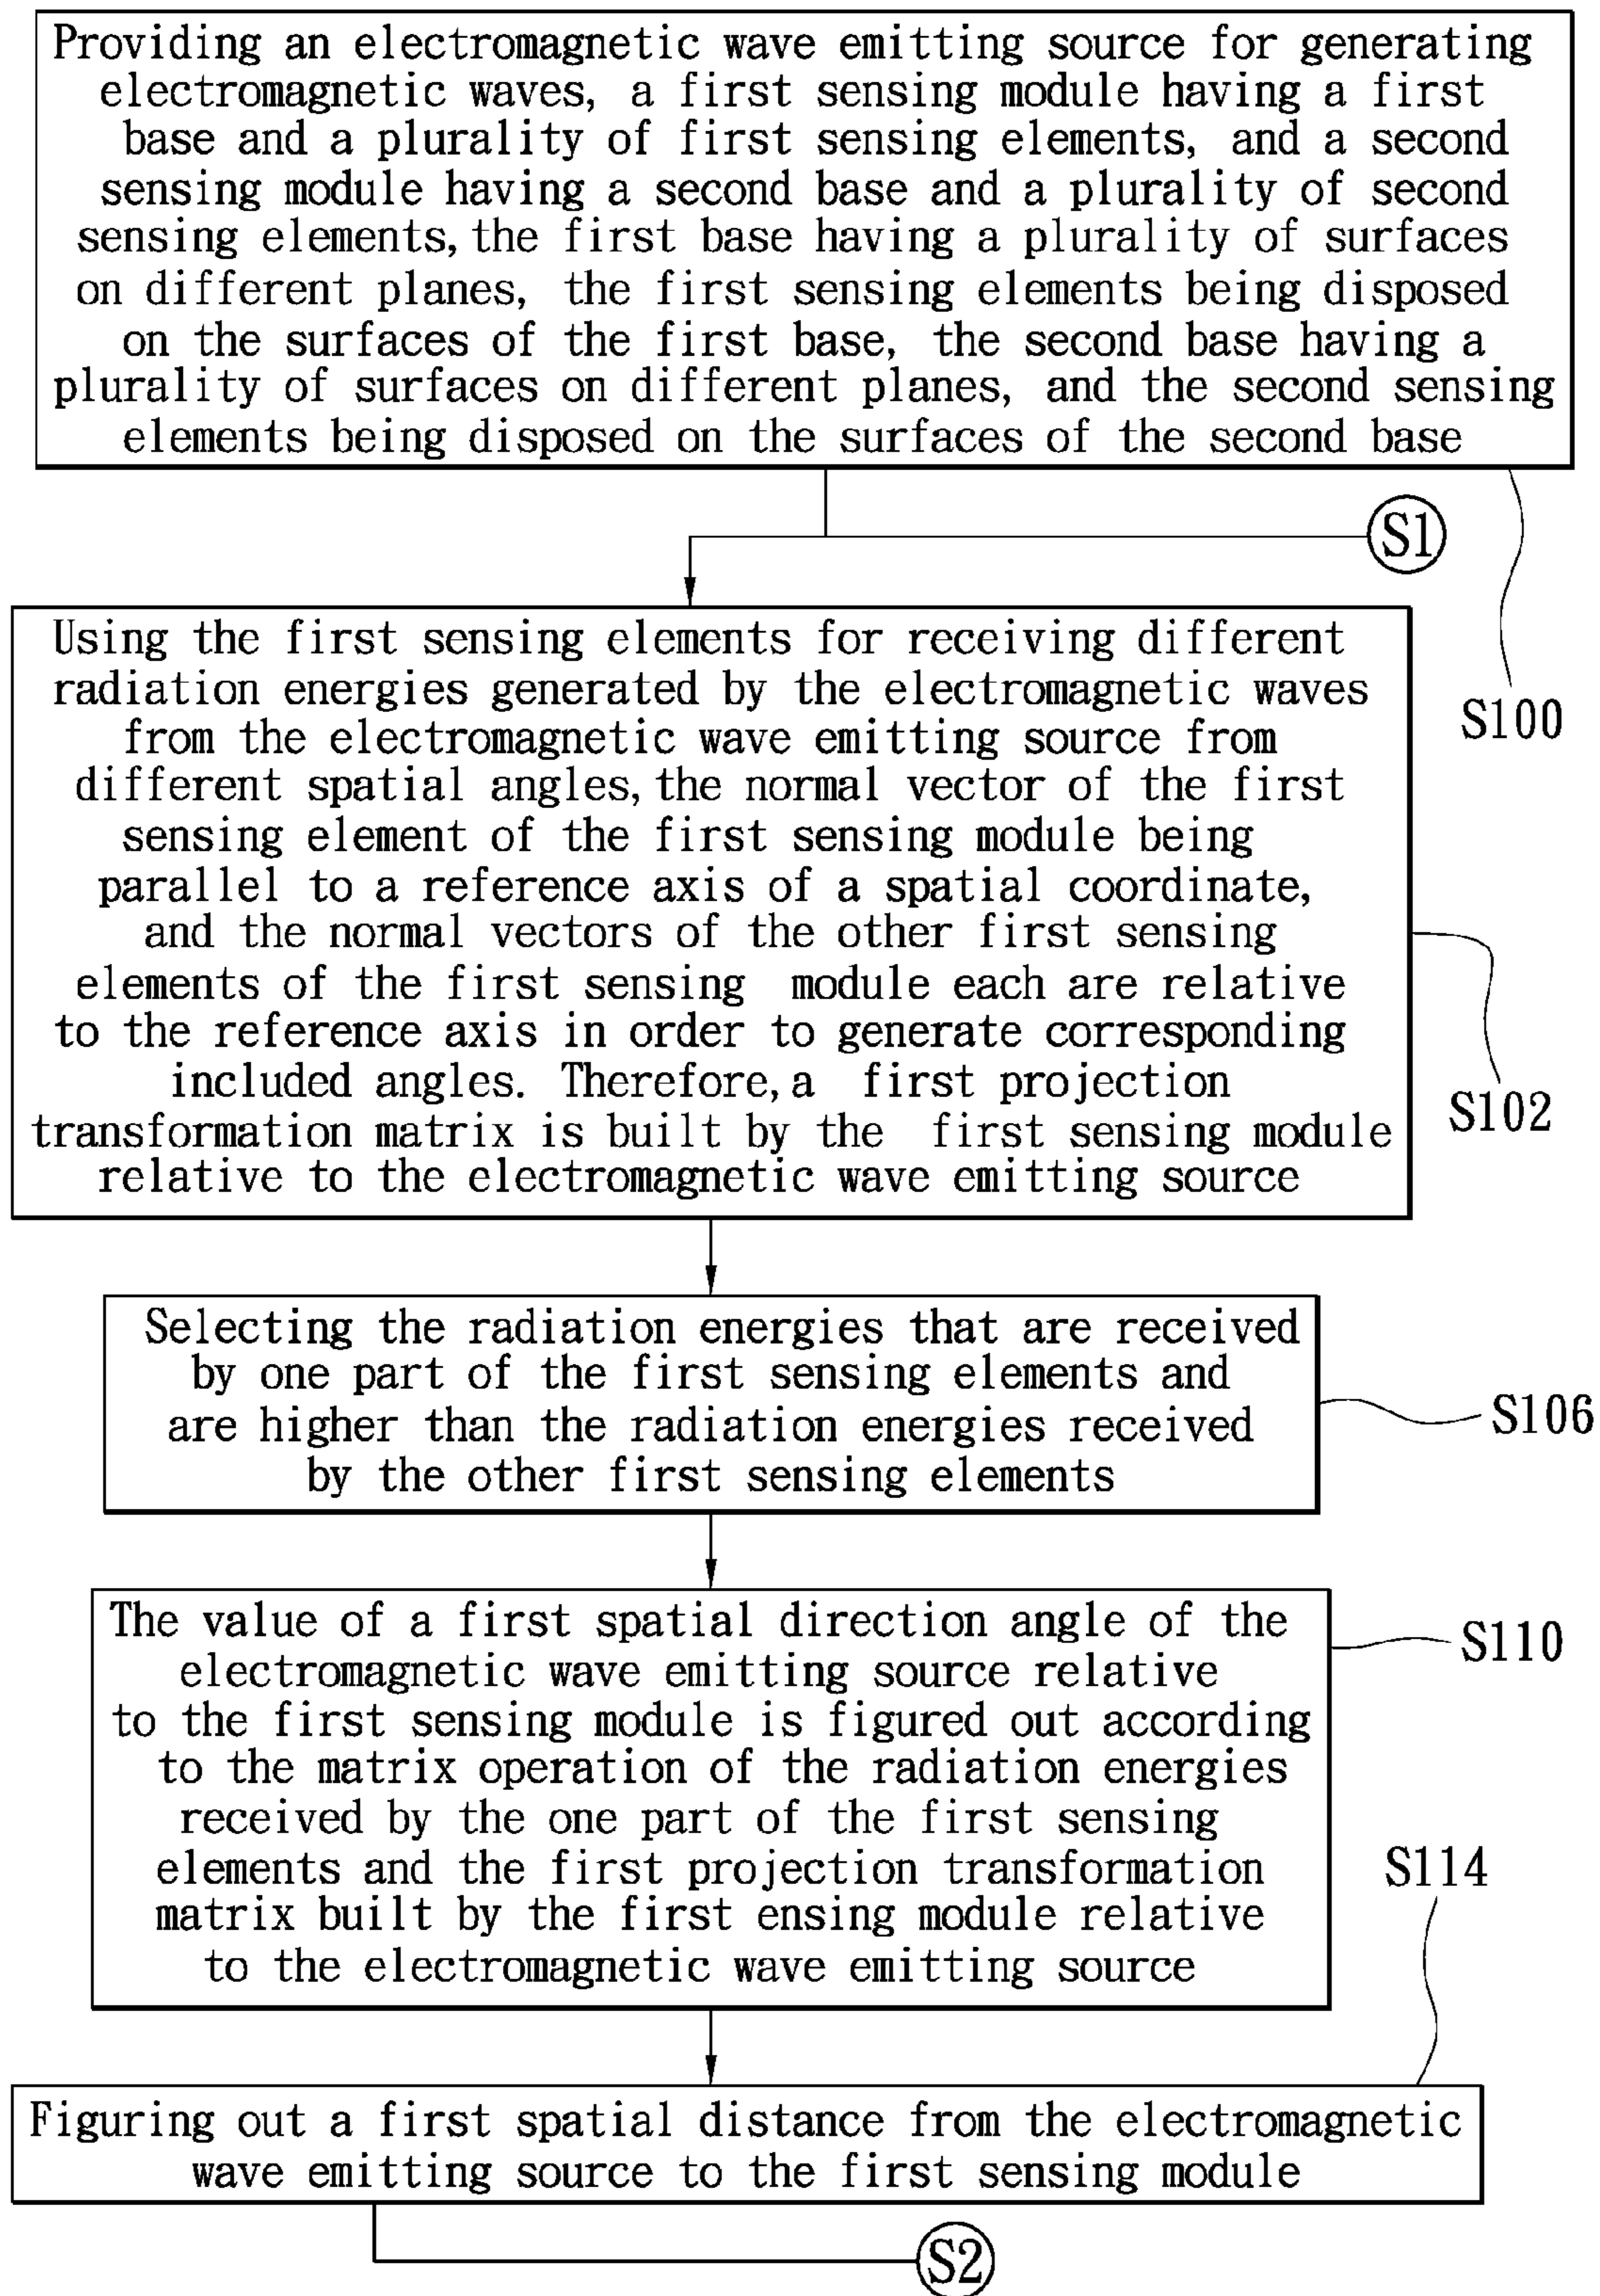 Providing an electromagnetic wave emitting source for generating
electromagnetic waves, a first sensing module having a first
base and a plurality of first sensing elements, and a second
sensing module having a second base and a plurality of second
sensing elements, the first base having a plurality of surfaces
on different planes, the first sensing elements being disposed
on the surfaces of the first base, the second base having a
plurality of surfaces on different planes, and the second sensing
elements being disposed on the surfaces of the second base
S1
S100
Using the first sensing elements for receiving different
radiation energies generated by the electromagnetic waves
from the electromagnetic wave emitting source from
different spatial angles, the normal vector of the first
sensing element of the first sensing module being
parallel to a reference axis of a spatial coordinate,
and the normal vectors of the other first sensing
elements of the first sensing module each are relative
to the reference axis in order to generate corresponding
included angles. Therefore, a first projection
transformation matrix is built by the first sensing module
relative to the electromagnetic wave emitting source
S102
Selecting the radiation energies that are received
by one part of the first sensing elements and
are higher than the radiation energies received
by the other first sensing elements
S106
The value of a first spatial direction angle of the
electromagnetic wave emitting source relative
to the first sensing module is figured out according
to the matrix operation of the radiation energies
received by the one part of the first sensing
elements and the first projection transformation
matrix built by the first ensing module relative
to the electromagnetic wave emitting source
S110
S114
Figuring out a first spatial distance from the electromagnetic
wave emitting source to the first sensing module
S2